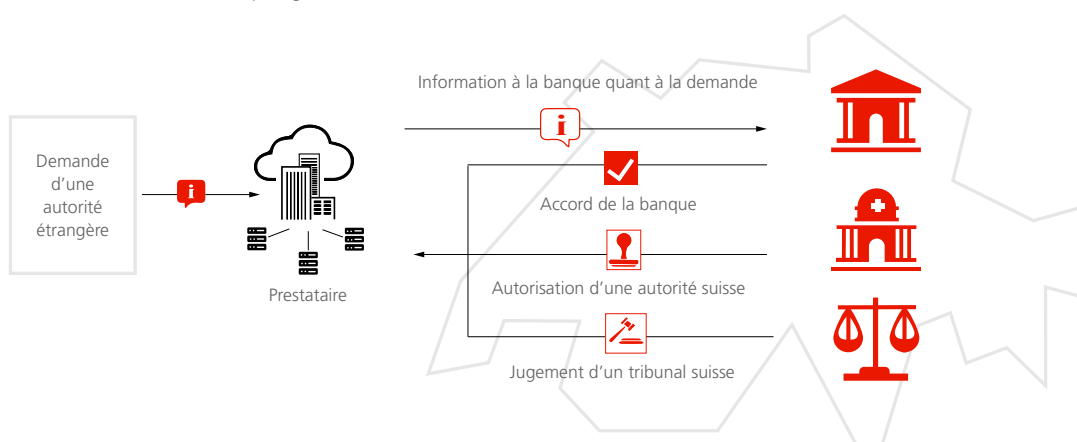 Information à la banque quant à la demande
Demande
d'une
autorité
étrangère
Accord de la banque
Prestataire
Autorisation d'une autorité suisse
Jugement d'un tribunal suisse